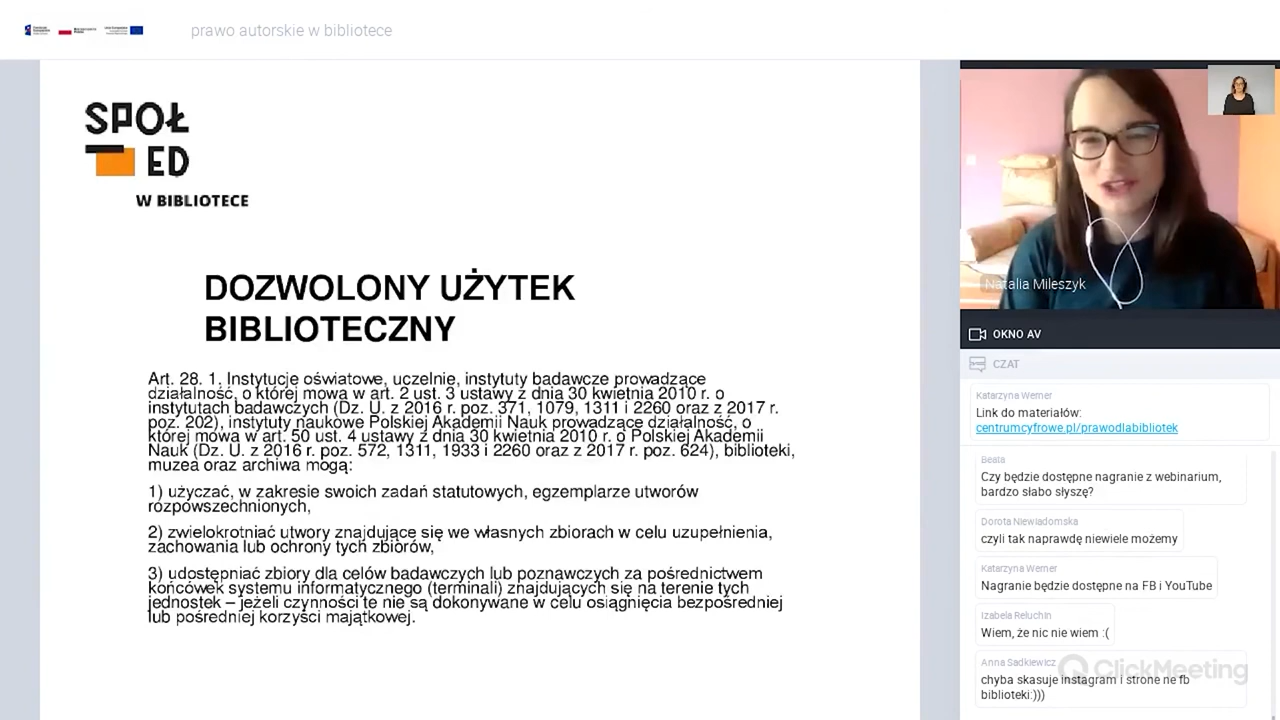 prawo autorskie w bibliotece
SPOŁ
ED
W BIBLIOTECE
DOZWOLONY UŻYTEK
BIBLIOTECZNY
Art. 28. 1. Instytucje oświatowe, uczelnie, instytuty badawcze prowadzące
działalność, o której mowa w art. 2 ust. 3 ustawy z dnia 30 kwietnia 2010 r. o
instytutach badawczych (Dz. U. z 2016 r. poz. 371, 1079, 1311 i 2260 oraz z 2017 r.
poz. 202), instytuty naukowe Polskiej Akademii Nauk prowadzące działalność, o
której mowa w art. 50 ust. 4 ustawy z dnia 30 kwietnia 2010 r. o Polskiej Akademii
Nauk (Dz. U. z 2016 r. poz. 572, 1311, 1933 i 2260 oraz z 2017 r. poz. 624), biblioteki,
muzea oraz archiwa mogą:
1) użyczać, w zakresie swoich zadań statutowych, egzemplarze utworów
rozpowszechnionych,
2) zwielokrotniać utwory znajdujące się we własnych zbiorach w celu uzupełnienia,
zachowania lub ochrony tych zbiorów,
3) udostępniać zbiory dla celów badawczych lub poznawczych za pośrednictwem
końcówek systemu informatycznego (terminali) znajdujących się na terenie tych
jednostek – jeżeli czynności te nie są dokonywane w celu osiągnięcia bezpośredniej
lub pośredniej korzyści majątkowej.
Natalia Mileszyk
OKNO AV
CZAT
Katarzyna Werner
Link do materiałów:
centrumcyfrowe.pl/prawodlabibliotek
Beata
Czy będzie dostępne nagranie z webinarium,
bardzo słabo słyszę?
Dorota Niewiadomska
czyli tak naprawdę niewiele możemy
Katarzyna Werner
Nagranie będzie dostępne na FB i YouTube
Izabela Reluchin
Wiem, że nic nie wiem :(
Anna Sadkiewicz
chyba skasuje instagram i strone ne fb
biblioteki:)))
ClickMeeting